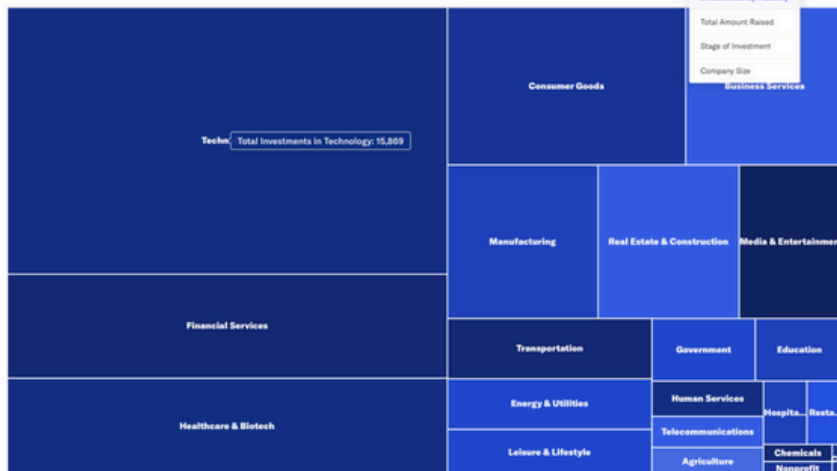 Total Amount Raised
Stage of Investment
Company Size
Consumer Goods
Business Services
Techn
Total Investments in Technology: 15,869
Manufacturing
Real Estate & Construction
Media & Entertainmen
Financial Services
Transportation
Government
Education
Healthcare & Biotech
Energy & Utilities
Human Services
Hospita...
Resta...
Telecommunications
Leisure & Lifestyle
Agriculture
Chemicals
Nonprofit